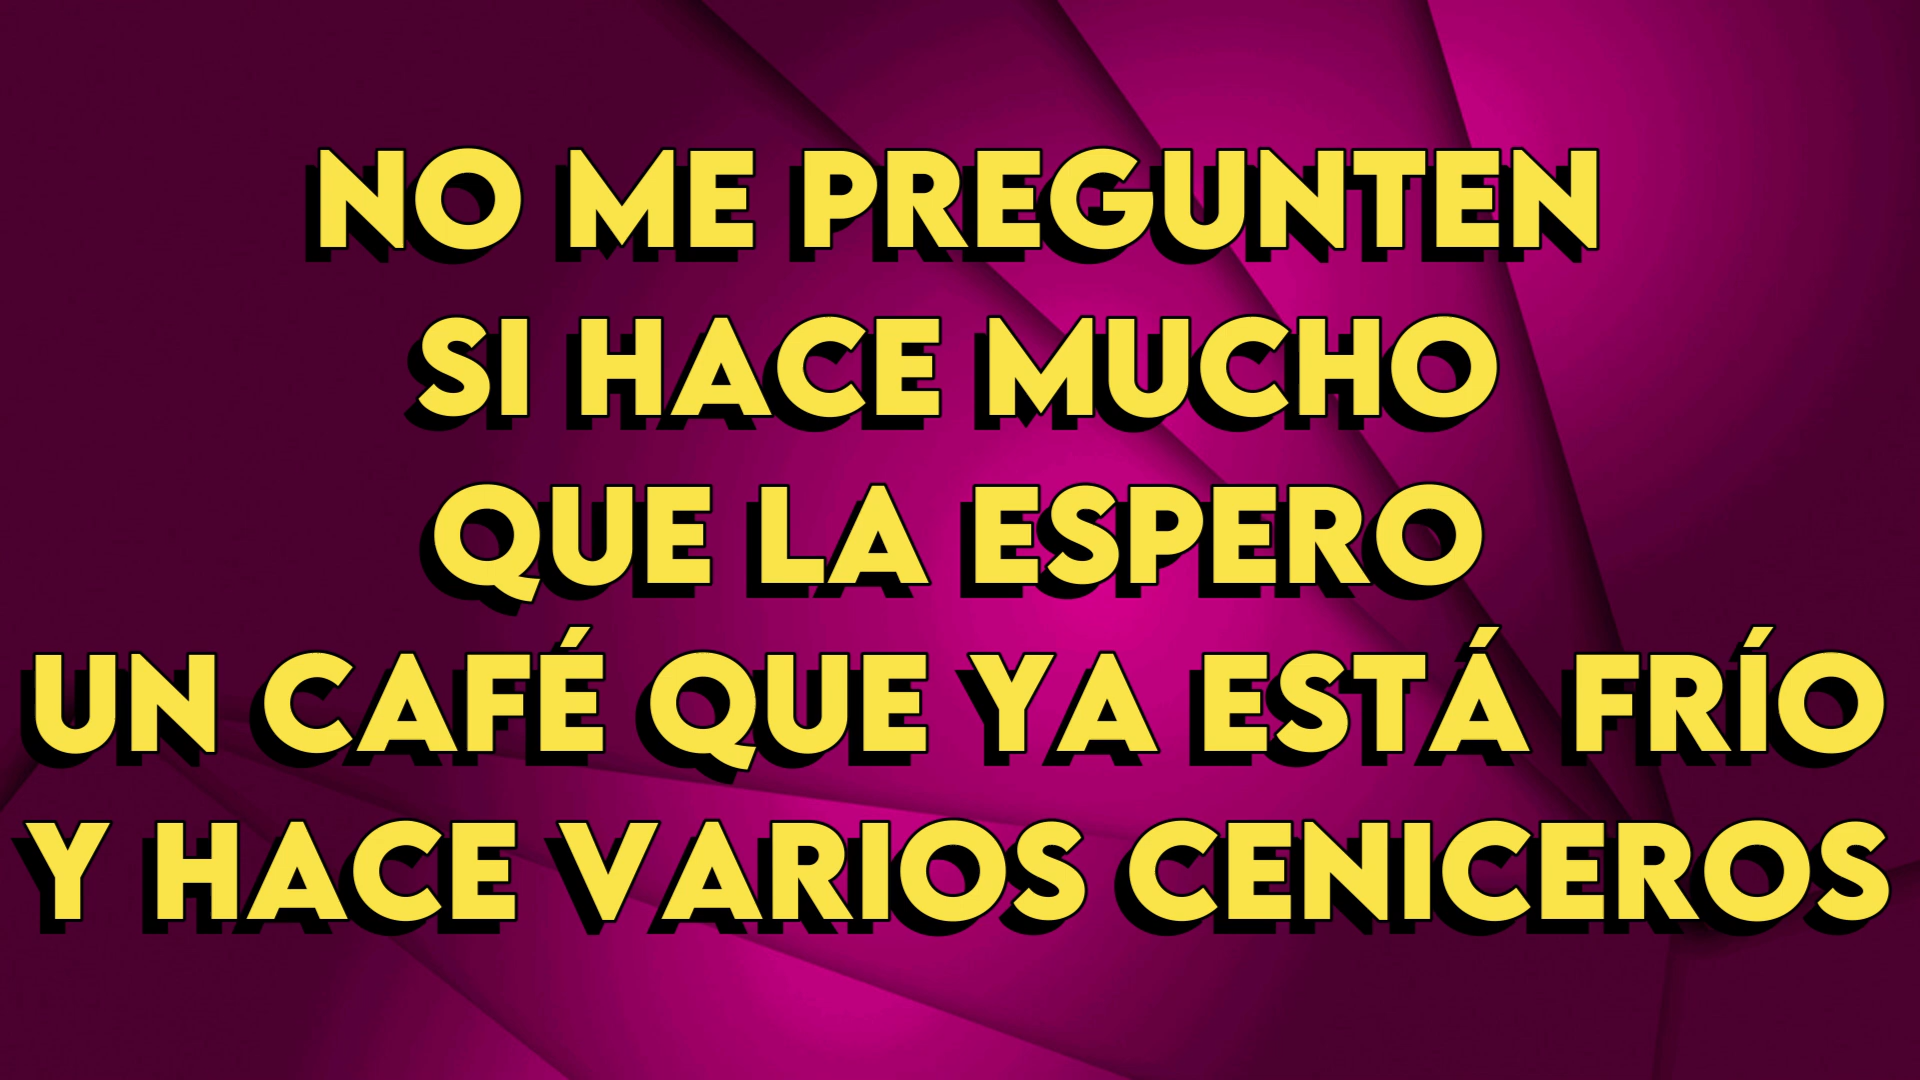 NO ME PREGUNTEN
SI HACE MUCHO
QUE LA ESPERO
UN CAFÉ QUE YA ESTÁ FRÍO
Y HACE VARIOS CENICEROS